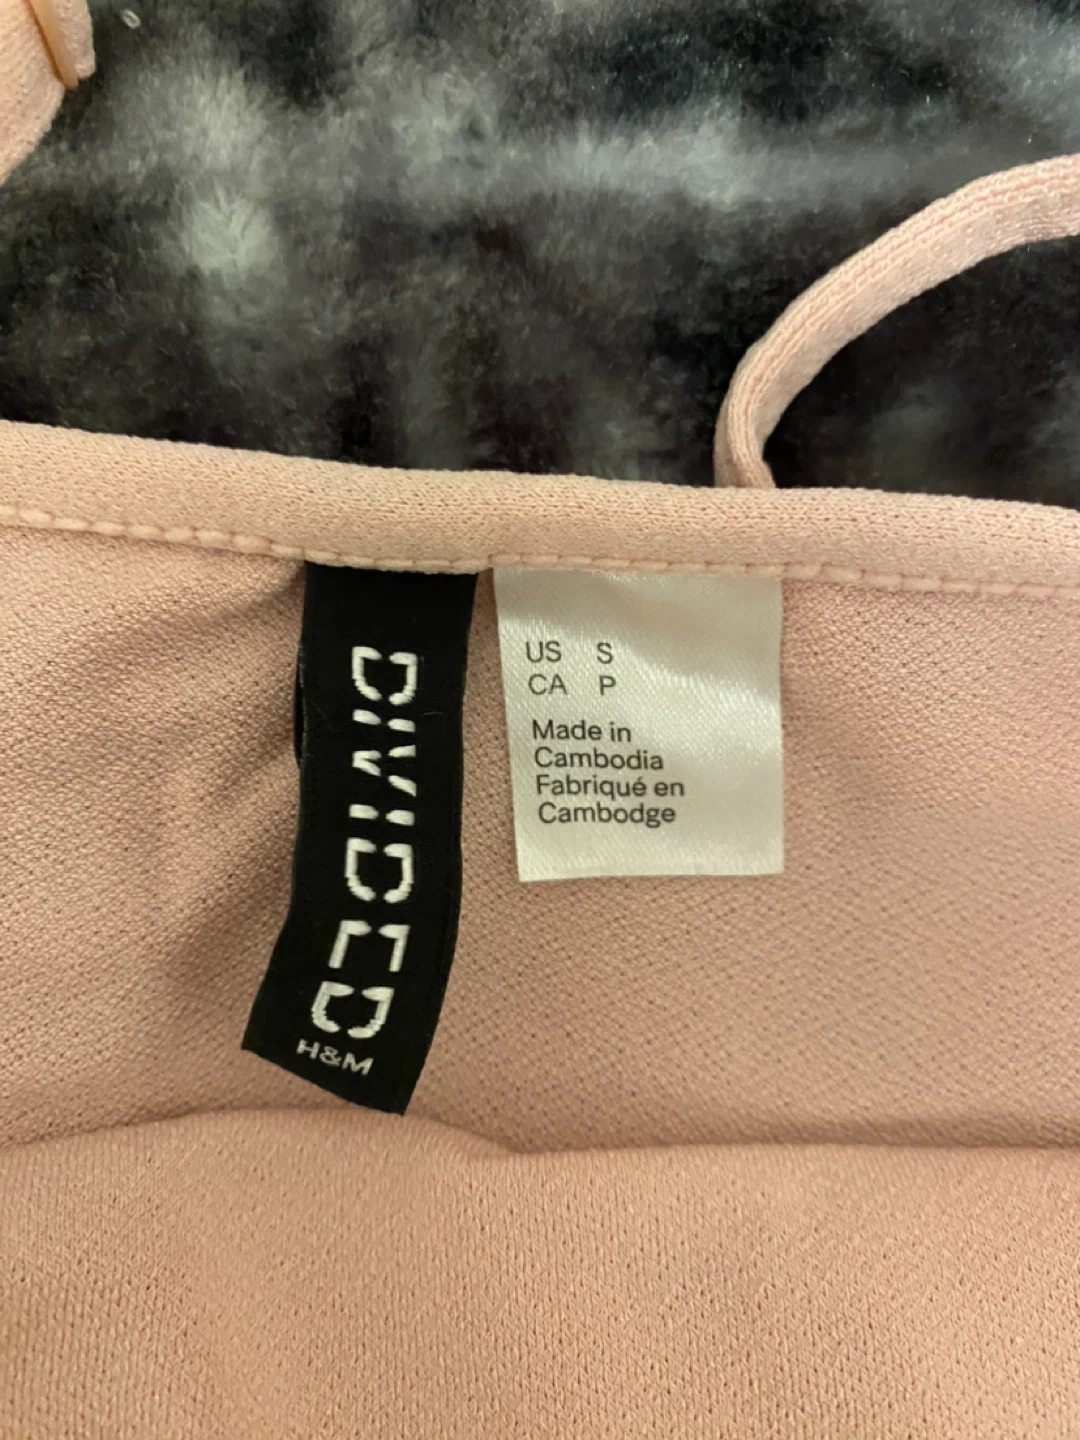 DIVIDED
H&M
US S
CA P
Made in
Cambodia
Fabriqué en
Cambodge